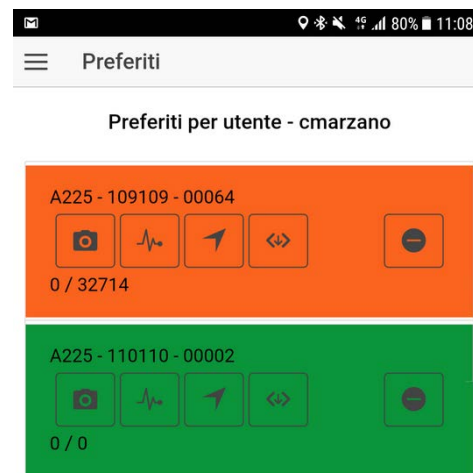 4G 80% 11:08
Preferiti
Preferiti per utente - cmarzano
A225 - 109109 - 00064
0 / 32714
A225 - 110110 - 00002
0 / 0